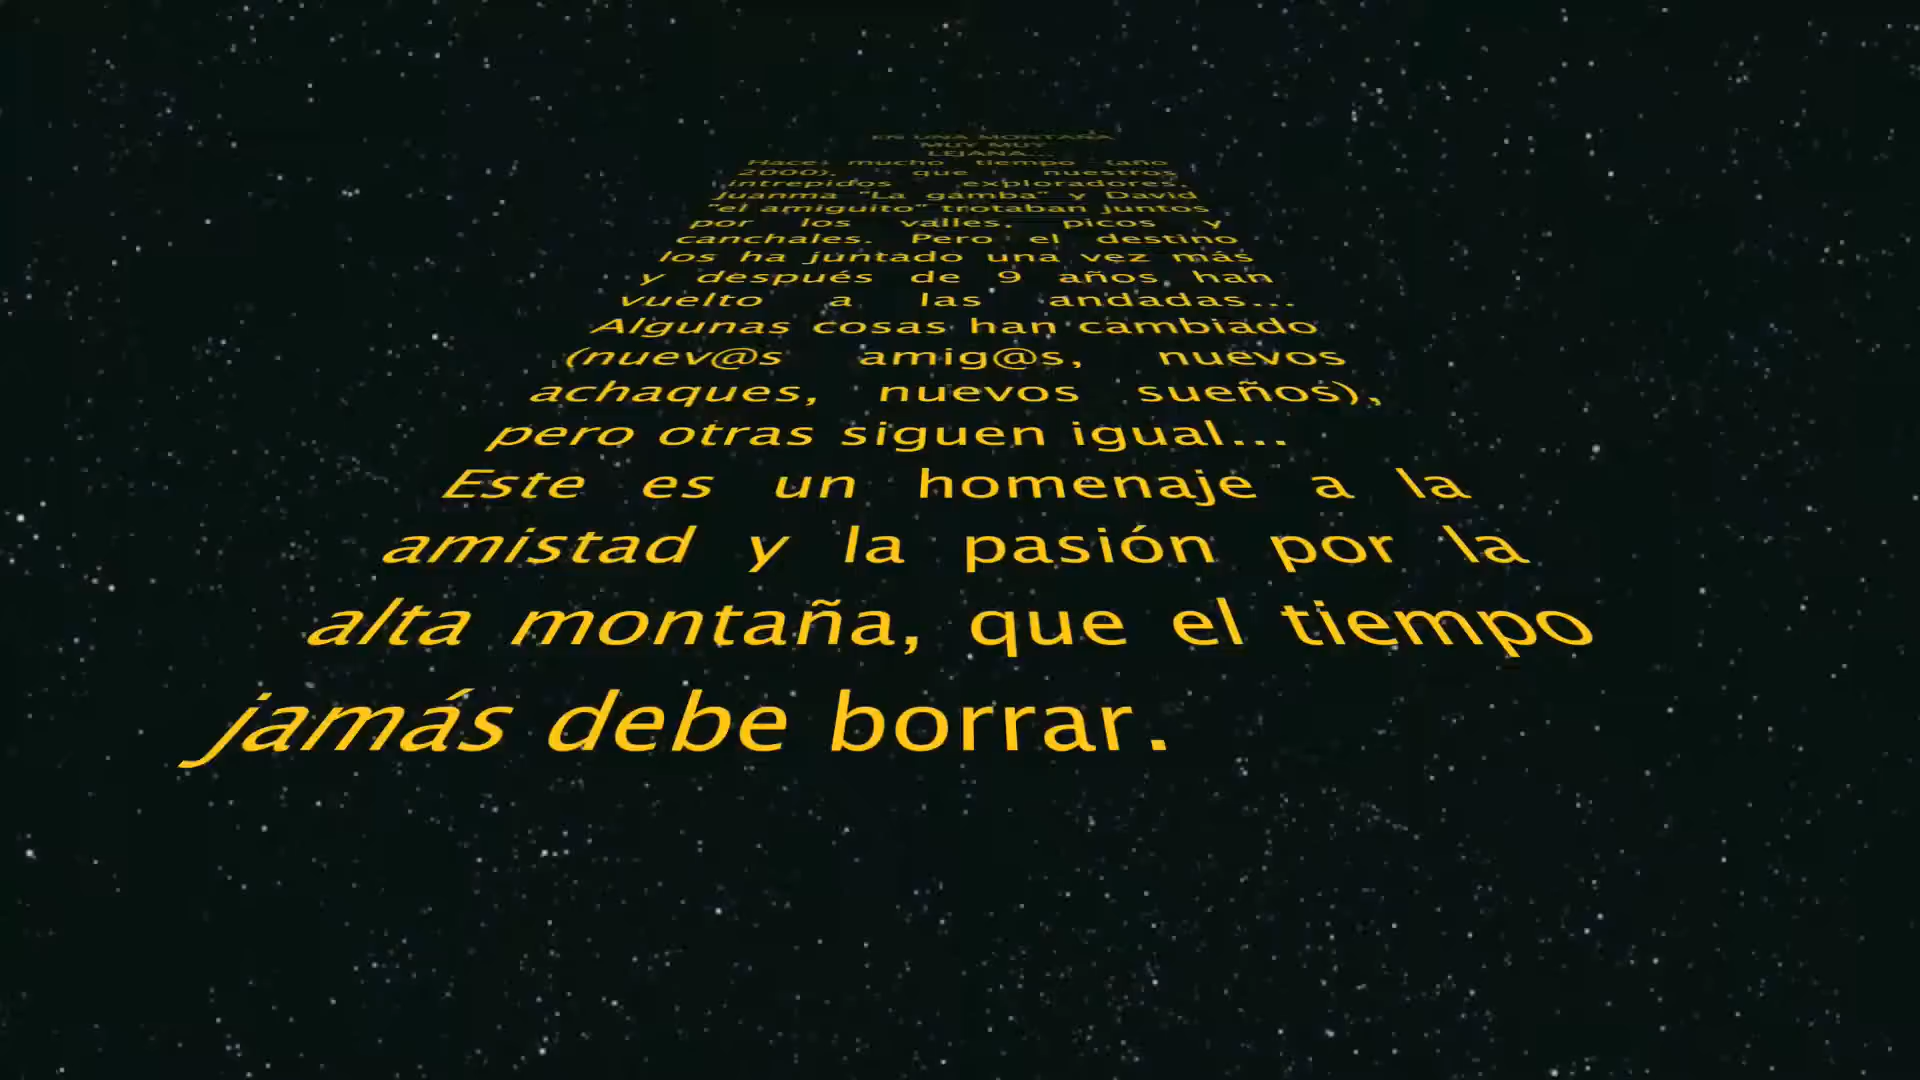 EN UNA MONTAÑA
MUY MUY
LEJANA...
Hace mucho tiempo (año
2000), que nuestros
intrepidos exploradores,
Juanma "La gamba" y David
"el amiguito" trotaban juntos
por los valles, picos y
canchales. Pero el destino
los ha juntado una vez más
y después de 9 años han
vuelto a las andadas...
Algunas cosas han cambiado
(nuev@s amig@s, nuevos
achaques, nuevos sueños),
pero otras siguen igual...
Este es un homenaje a la
amistad y la pasión por la
alta montaña, que el tiempo
jamás debe borrar.